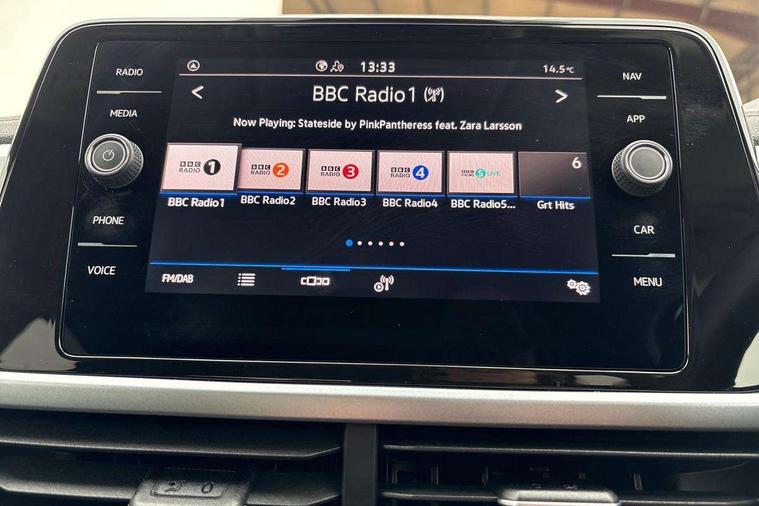 RADIO
MEDIA
PHONE
VOICE
13:33
14.5°C
< BBC Radio1 >
Now Playing: Stateside by PinkPantheress feat. Zara Larsson
BBC RADIO 1
BBC RADIO 2
BBC RADIO 3
BBC RADIO 4
BBC RADIO 5 LIVE
6
BBC Radio1
BBC Radio2
BBC Radio3
BBC Radio4
BBC Radio5...
Grt Hits
FM/DAB
NAV
APP
CAR
MENU
0